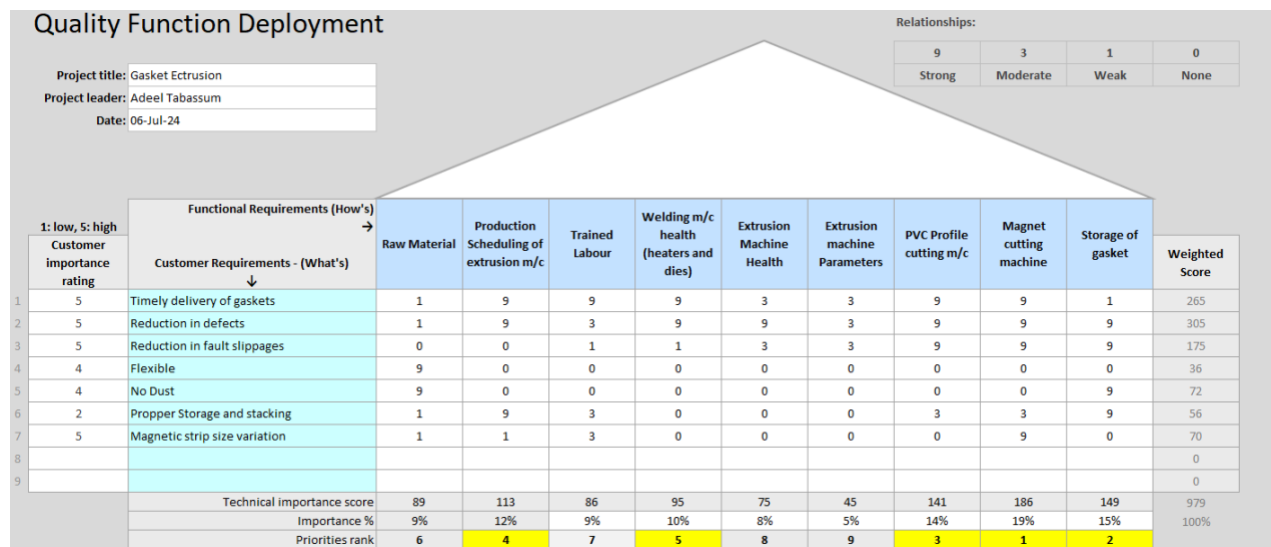 Quality Function Deployment
Relationships:
9 3 1 0
Strong Moderate Weak None
Project title: Gasket Ectrusion
Project leader: Adeel Tabassum
Date: 06-Jul-24
1: low, 5: high
Customer
importance
rating
Functional Requirements (How's)
→
Customer Requirements - (What's)
↓
Raw Material
Production
Scheduling of
extrusion m/c
Trained
Labour
Welding m/c
health
(heaters and
dies)
Extrusion
Machine
Health
Extrusion
machine
Parameters
PVC Profile
cutting m/c
Magnet
cutting
machine
Storage of
gasket
Weighted
Score
1 5 Timely delivery of gaskets 1 9 9 9 3 3 9 9 1 265
2 5 Reduction in defects 1 9 3 9 9 3 9 9 9 305
3 5 Reduction in fault slippages 0 0 1 1 3 3 9 9 9 175
4 4 Flexible 9 0 0 0 0 0 0 0 0 36
5 4 No Dust 9 0 0 0 0 0 0 0 9 72
6 2 Propper Storage and stacking 1 9 3 0 0 0 3 3 9 56
7 5 Magnetic strip size variation 1 1 3 0 0 0 0 9 0 70
8 0
9 0
Technical importance score 89 113 86 95 75 45 141 186 149 979
Importance % 9% 12% 9% 10% 8% 5% 14% 19% 15% 100%
Priorities rank 6 4 7 5 8 9 3 1 2